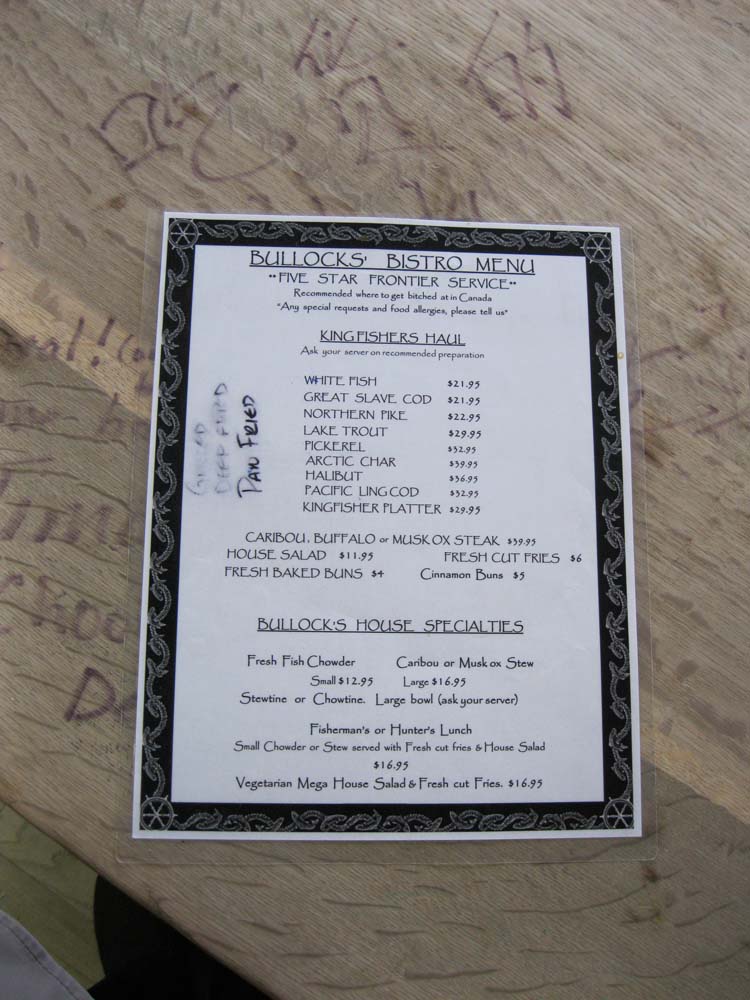 BULLOCKS' BISTRO MENU
**FIVE STAR FRONTIER SERVICE**
Recommended where to get bitched at in Canada
*Any special requests and food allergies, please tell us*
KINGFISHERS HAUL
Ask your server on recommended preparation
WHITE FISH $21.95
GREAT SLAVE COD $21.95
NORTHERN PIKE $22.95
LAKE TROUT $29.95
PICKEREL $32.95
ARCTIC CHAR $39.95
HALIBUT $36.95
PACIFIC LINGCOD $32.95
KINGFISHER PLATTER $29.95
GRILLED
DEEP FRIED
PAN FRIED
CARIBOU, BUFFALO or MUSKOX STEAK $39.95
HOUSE SALAD $11.95 FRESH CUT FRIES $6
FRESH BAKED BUNS $4 Cinnamon Buns $5
BULLOCK'S HOUSE SPECIALTIES
Fresh Fish Chowder Caribou or Muskox Stew
Small $12.95 Large $16.95
Stewtine or Chowtine. Large bowl (ask your server)
Fisherman's or Hunter's Lunch
Small Chowder or Stew served with Fresh cut fries & House Salad
$16.95
Vegetarian Mega House Salad & Fresh cut Fries. $16.95